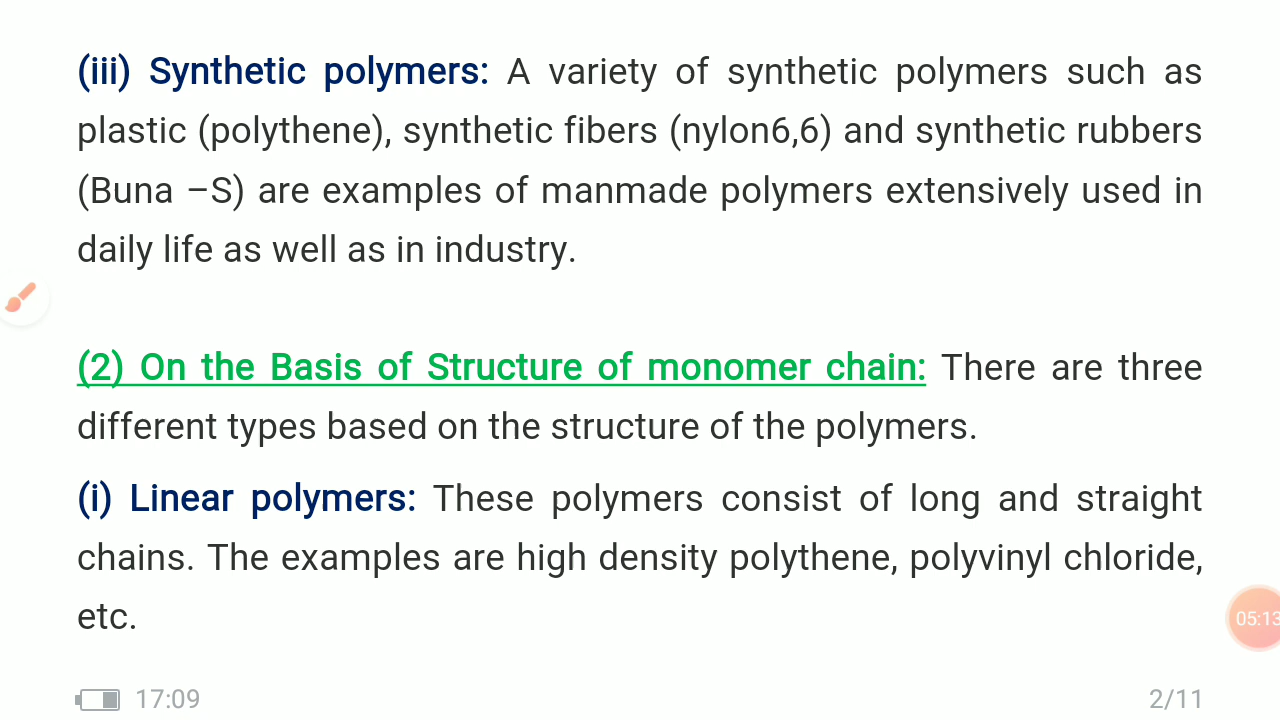 (iii) Synthetic polymers: A variety of synthetic polymers such as
plastic (polythene), synthetic fibers (nylon6,6) and synthetic rubbers
(Buna –S) are examples of manmade polymers extensively used in
daily life as well as in industry.
(2) On the Basis of Structure of monomer chain: There are three
different types based on the structure of the polymers.
(i) Linear polymers: These polymers consist of long and straight
chains. The examples are high density polythene, polyvinyl chloride,
etc.
05:13
17:09
2/11